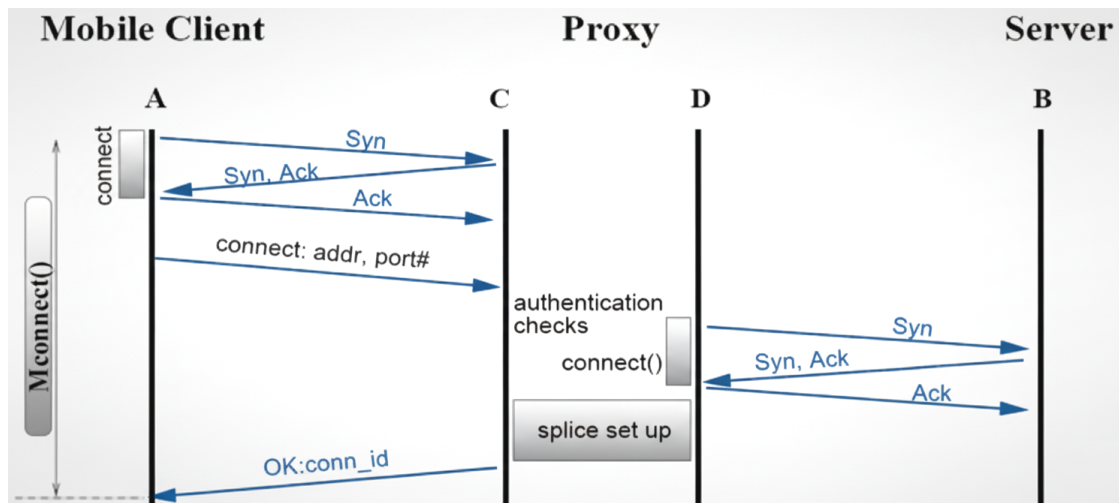 Mobile Client
Proxy
Server
A
C
D
B
connect
Syn
Syn, Ack
Ack
connect: addr, port#
Mconnect()
authentication
checks
connect()
Syn
Syn, Ack
Ack
splice set up
OK:conn_id